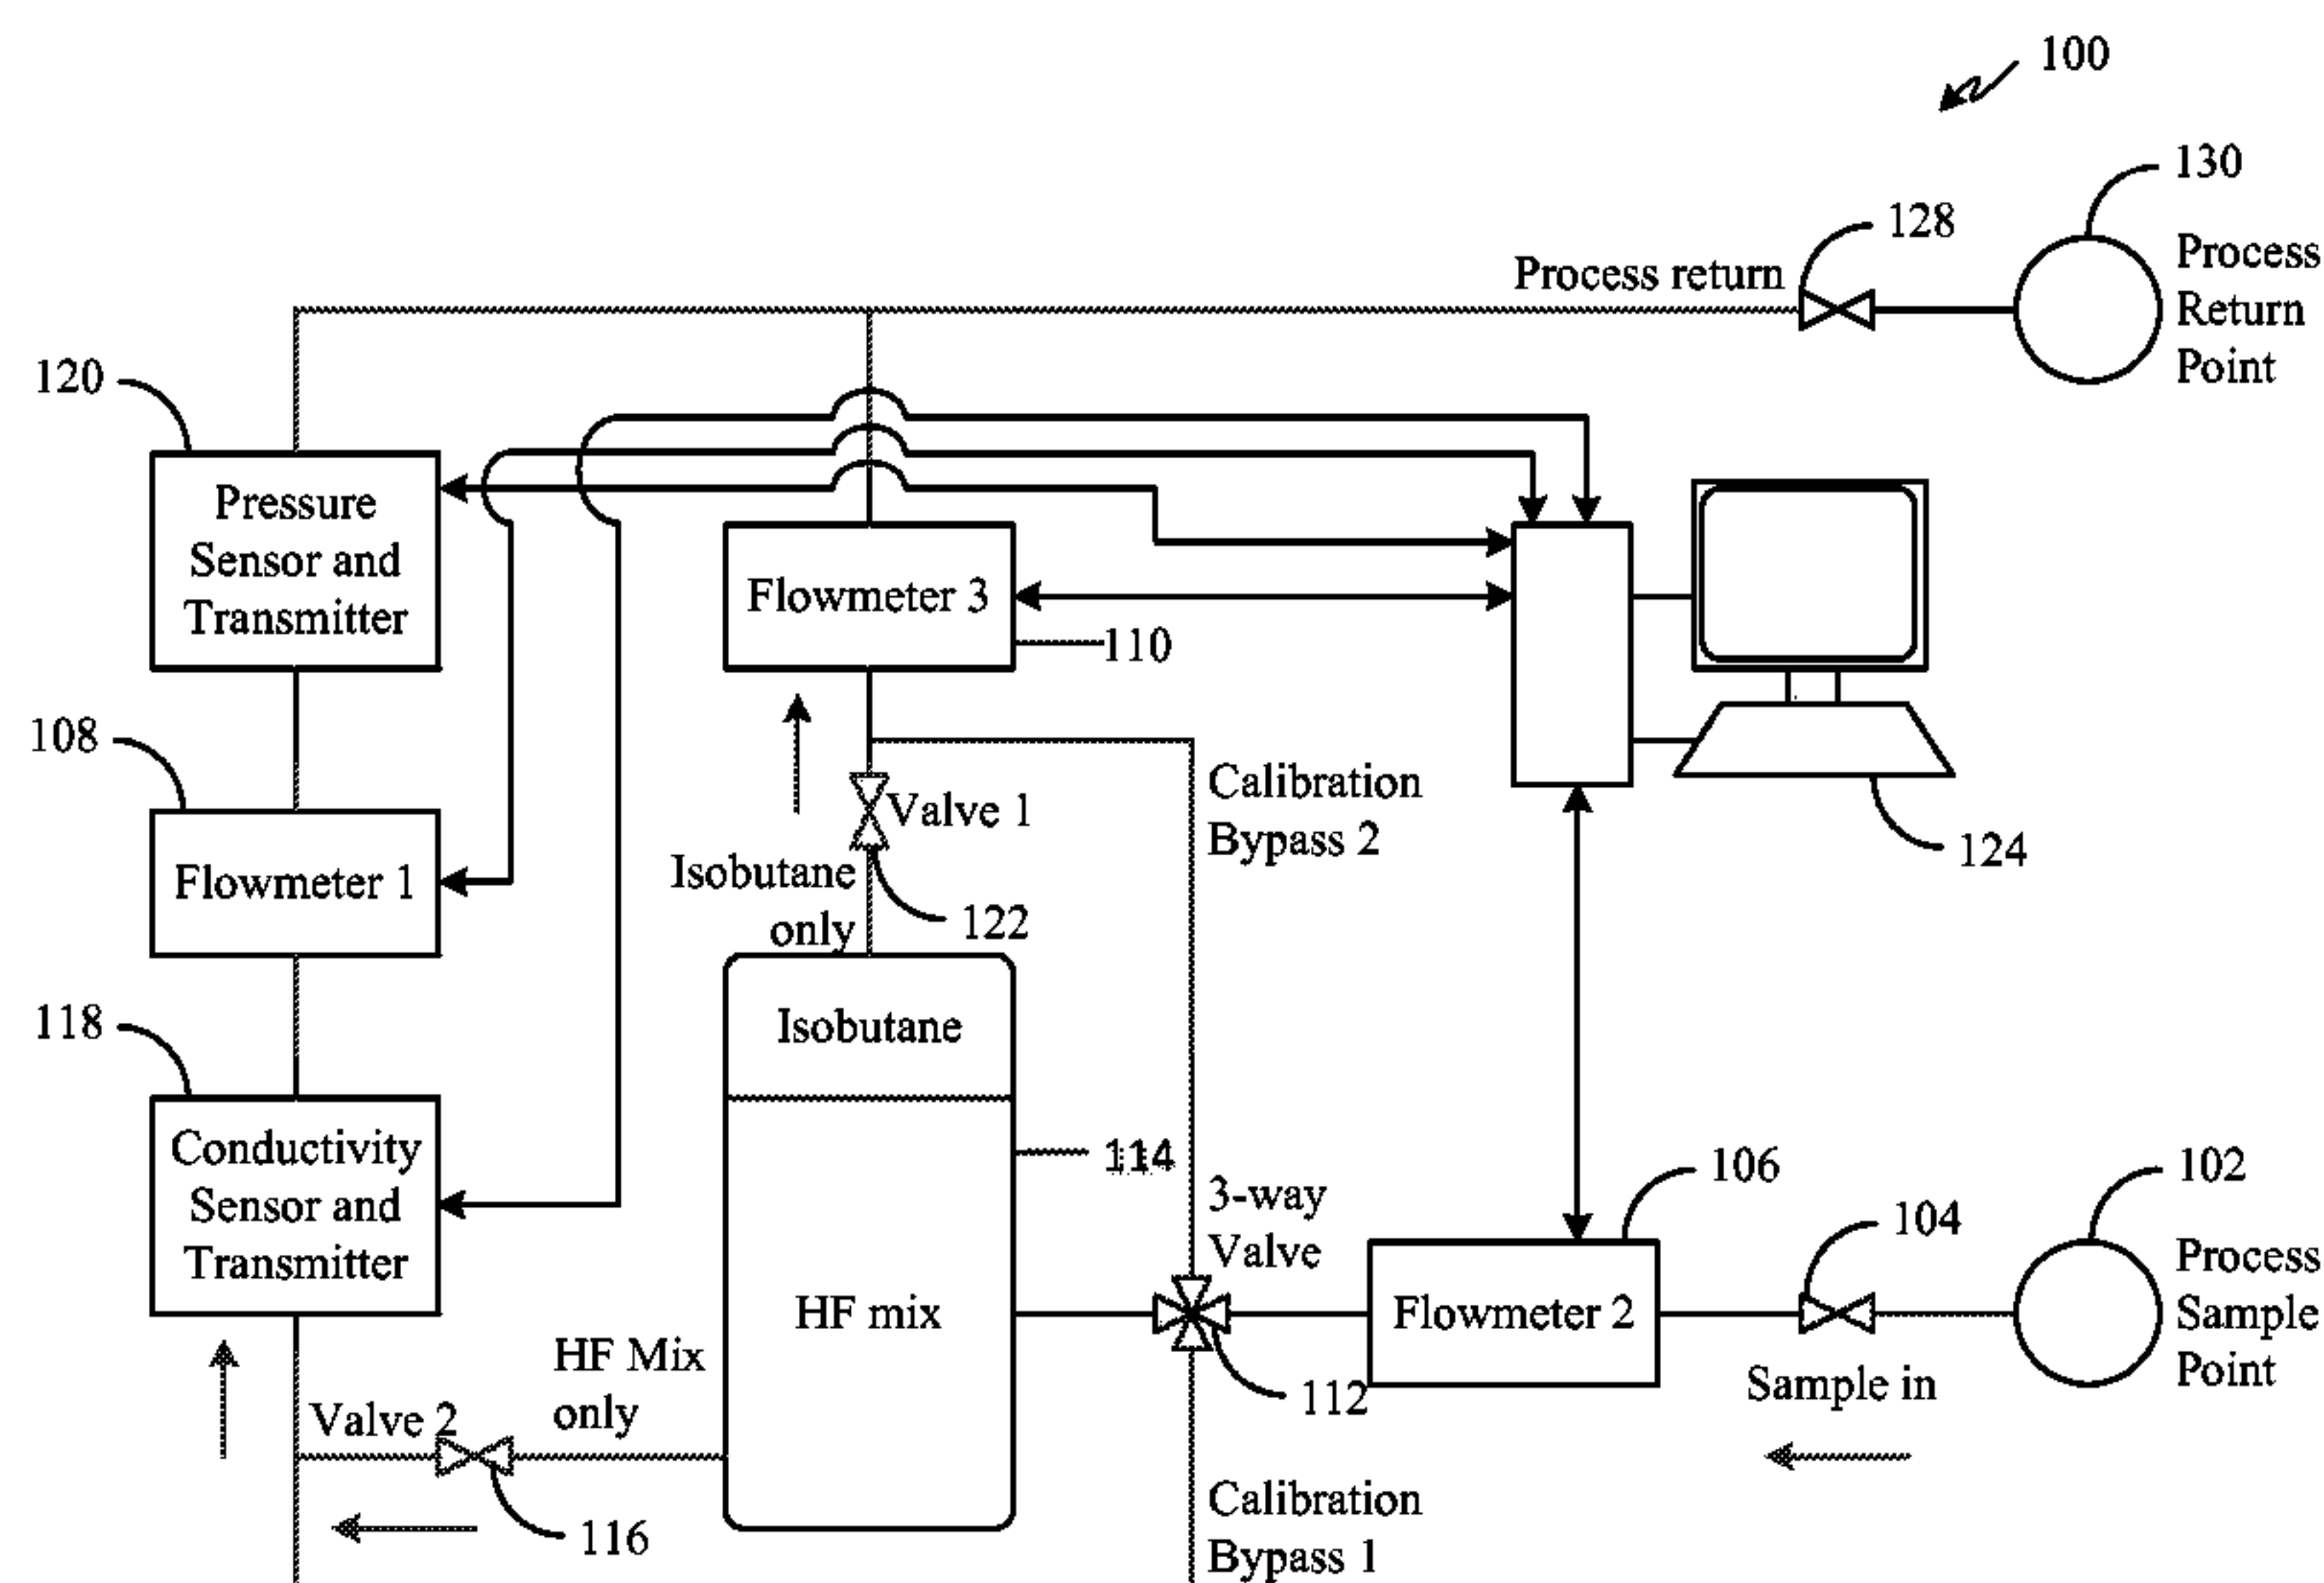 100
130
128
Process return
Process
Return
Point
120
Pressure
Sensor and
Transmitter
Flowmeter 3
110
108
Flowmeter 1
Valve 1
Calibration
Bypass 2
124
Isobutane
only
122
118
Isobutane
Conductivity
Sensor and
Transmitter
114
3-way
Valve
106
102
104
HF mix
Flowmeter 2
Process
Sample
Point
HF Mix
only
112
Sample in
Valve 2
116
Calibration
Bypass 1